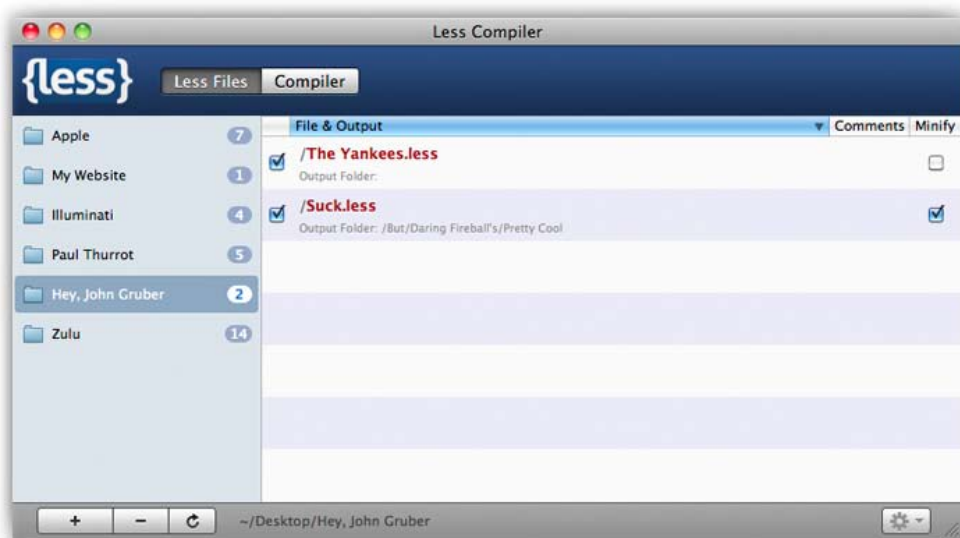 Less Compiler
{less}
Less Files Compiler
Apple 7
My Website 1
Illuminati 4
Paul Thurrot 5
Hey, John Gruber 2
Zulu 14
File & Output Comments Minify
/The Yankees.less
Output Folder:
/Suck.less
Output Folder: /But/Daring Fireball's/Pretty Cool
~/Desktop/Hey, John Gruber